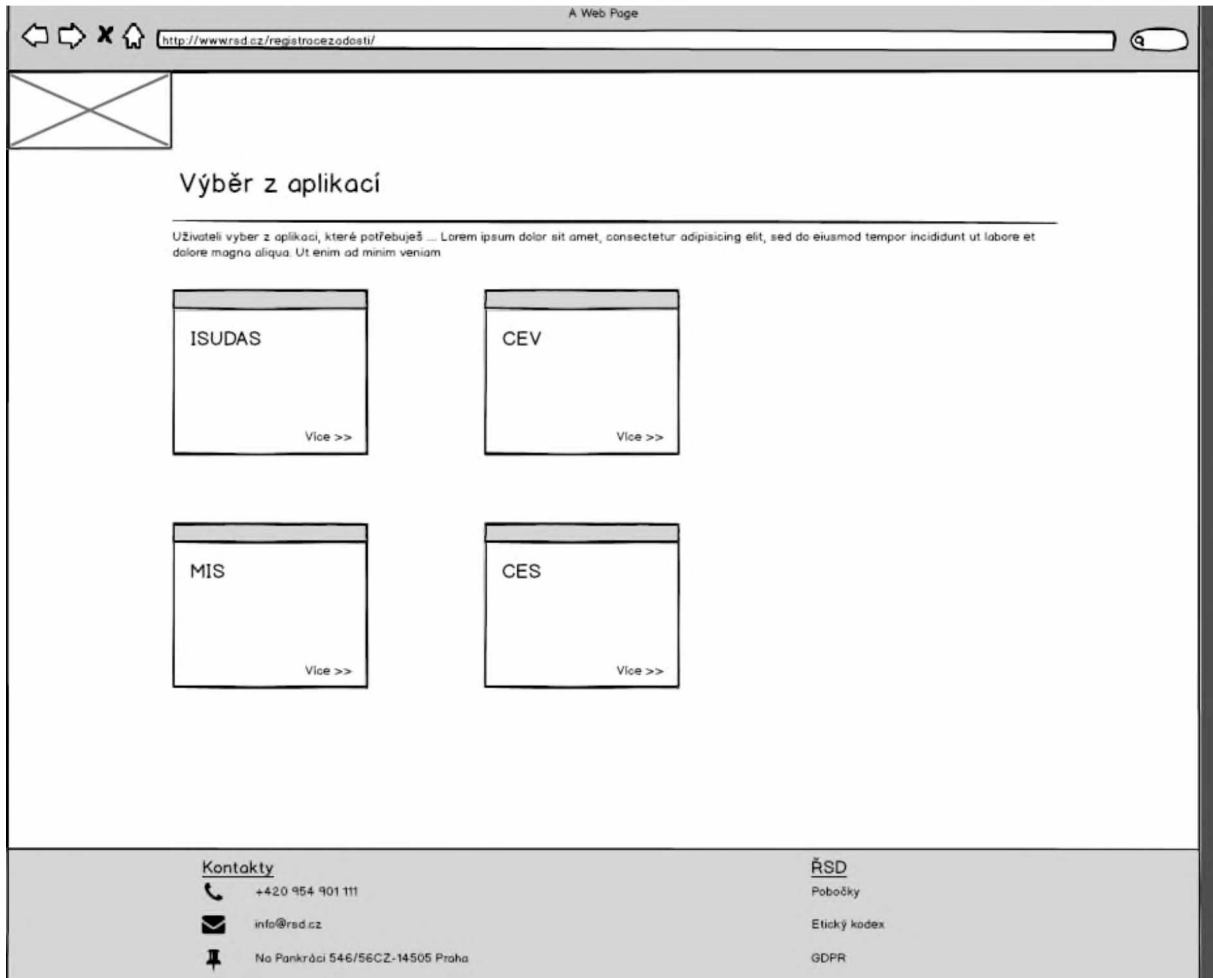 A Web Page
http://www.rsd.cz/registracezadosti/
Výběr z aplikací
Uživateli vyber z aplikaci, které potřebuješ .... Lorem ipsum dolor sit amet, consectetur adipisicing elit, sed do eiusmod tempor incididunt ut labore et
dolore magna aliqua. Ut enim ad minim veniam
ISUDAS
CEV
Více >>
Více >>
MIS
CES
Více >>
Více >>
Kontakty
ŘSD
+420 954 901 111
Pobočky
info@rsd.cz
Etický kodex
Na Pankráci 546/56CZ-14505 Praha
GDPR